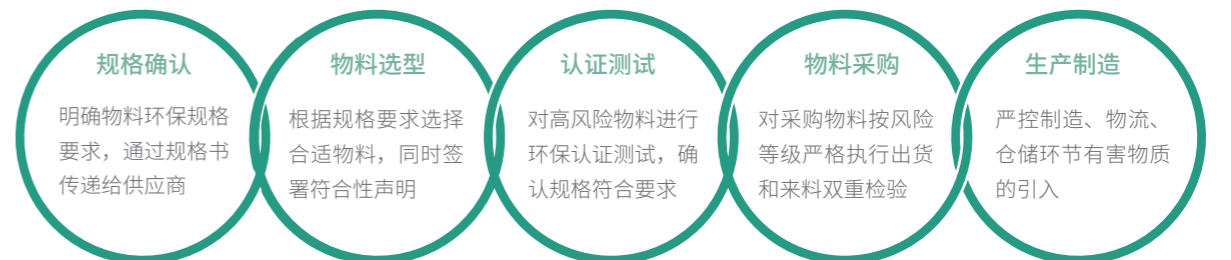 规格确认
明确物料环保规格
要求，通过规格书
传递给供应商
物料选型
根据规格要求选择
合适物料，同时签
署符合性声明
认证测试
对高风险物料进行
环保认证测试，确
认规格符合要求
物料采购
对采购物料按风险
等级严格执行出货
和来料双重检验
生产制造
严控制造、物流、
仓储环节有害物质
的引入